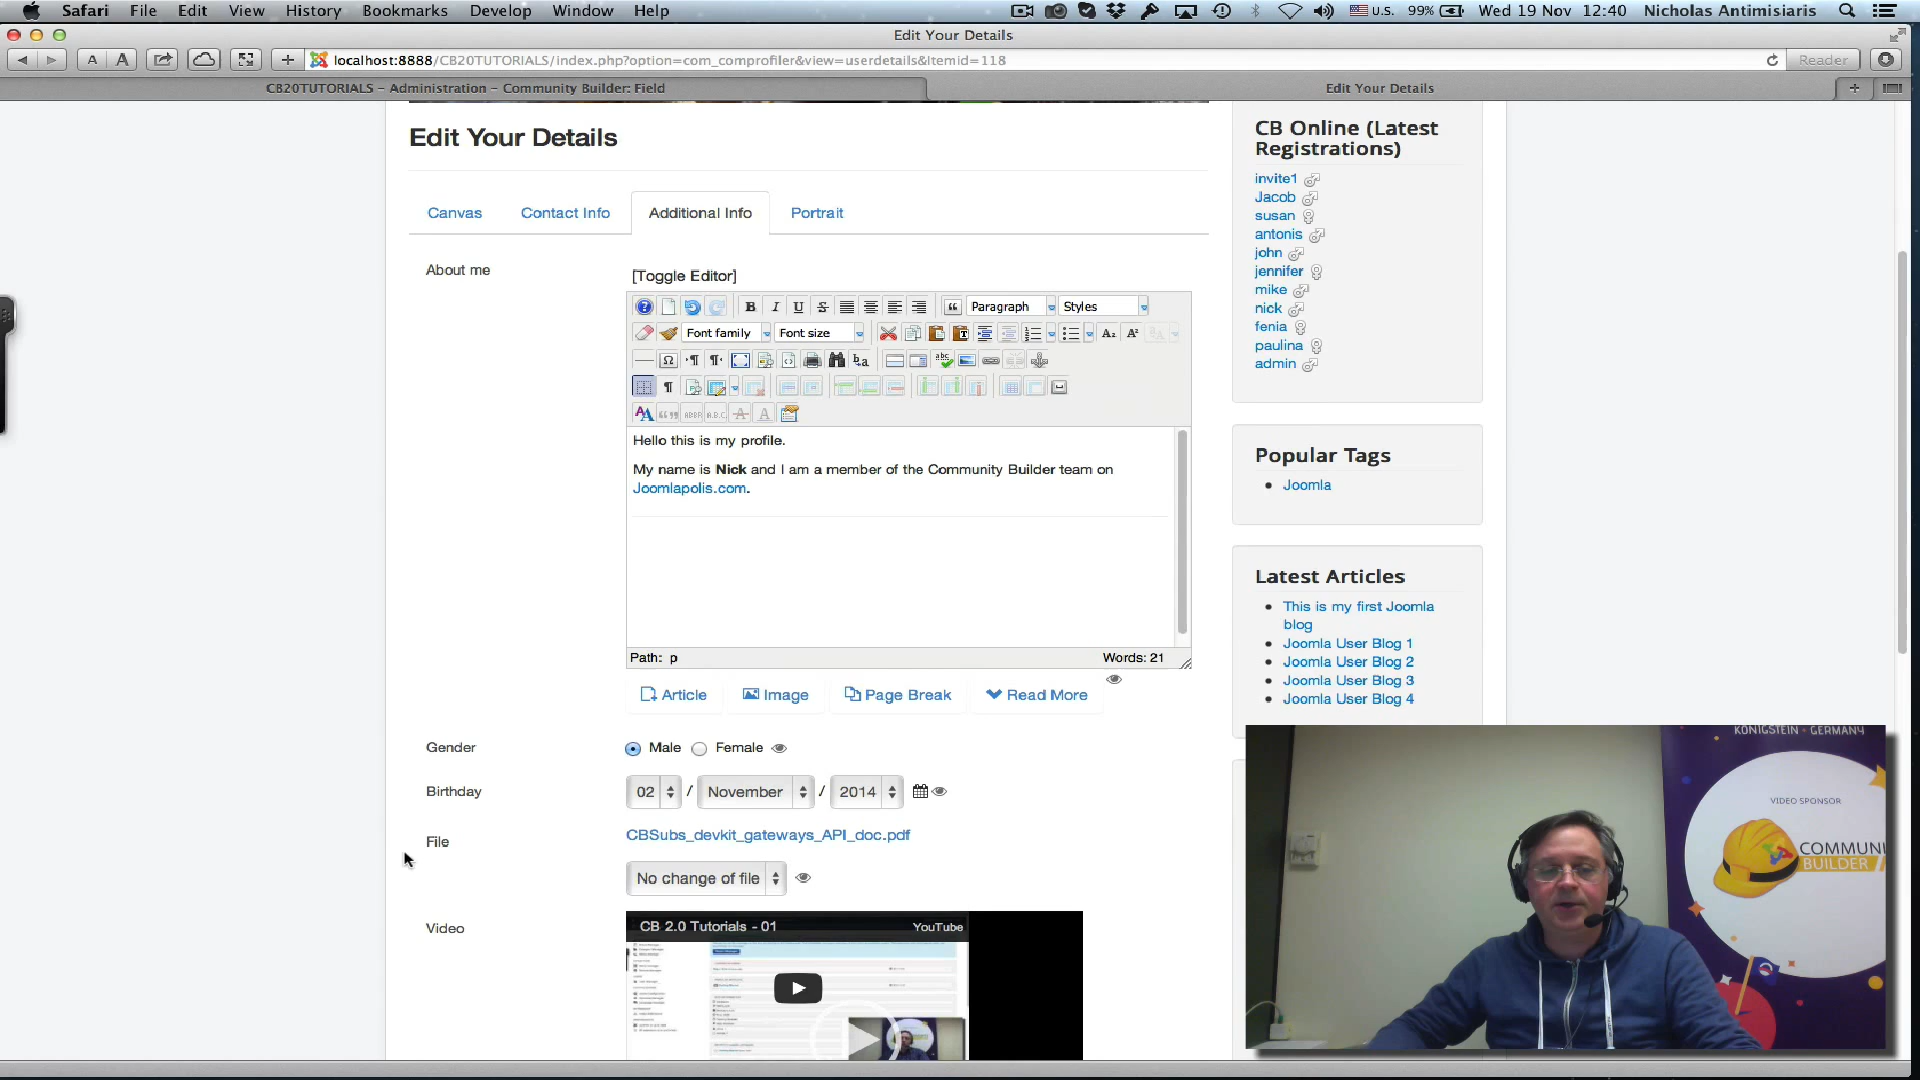 Safari File Edit View History Bookmarks Develop Window Help U.S. 99% Wed 19 Nov 12:40 Nicholas Antimisiaris
Edit Your Details
A A + localhost:8888/CB20TUTORIALS/index.php?option=com_comprofiler&view=userdetails&Itemid=118 Reader
CB20TUTORIALS – Administration – Community Builder: Field
Edit Your Details
Edit Your Details
Canvas Contact Info Additional Info Portrait
About me
[Toggle Editor]
B I U S Paragraph Styles
Font family Font size
Hello this is my profile.
My name is Nick and I am a member of the Community Builder team on
Joomlapolis.com.
Path: p Words: 21
Article Image Page Break Read More
Gender Male Female
Birthday 02 / November / 2014
File CBSubs_devkit_gateways_API_doc.pdf
No change of file
Video
CB 2.0 Tutorials - 01 YouTube
CB Online (Latest
Registrations)
invite1
Jacob
susan
antonis
john
jennifer
mike
nick
fenia
paulina
admin
Popular Tags
Joomla
Latest Articles
This is my first Joomla
blog
Joomla User Blog 1
Joomla User Blog 2
Joomla User Blog 3
Joomla User Blog 4
KÖNIGSTEIN - GERMANY
VIDEO SPONSOR
COMMUNI
BUILDER